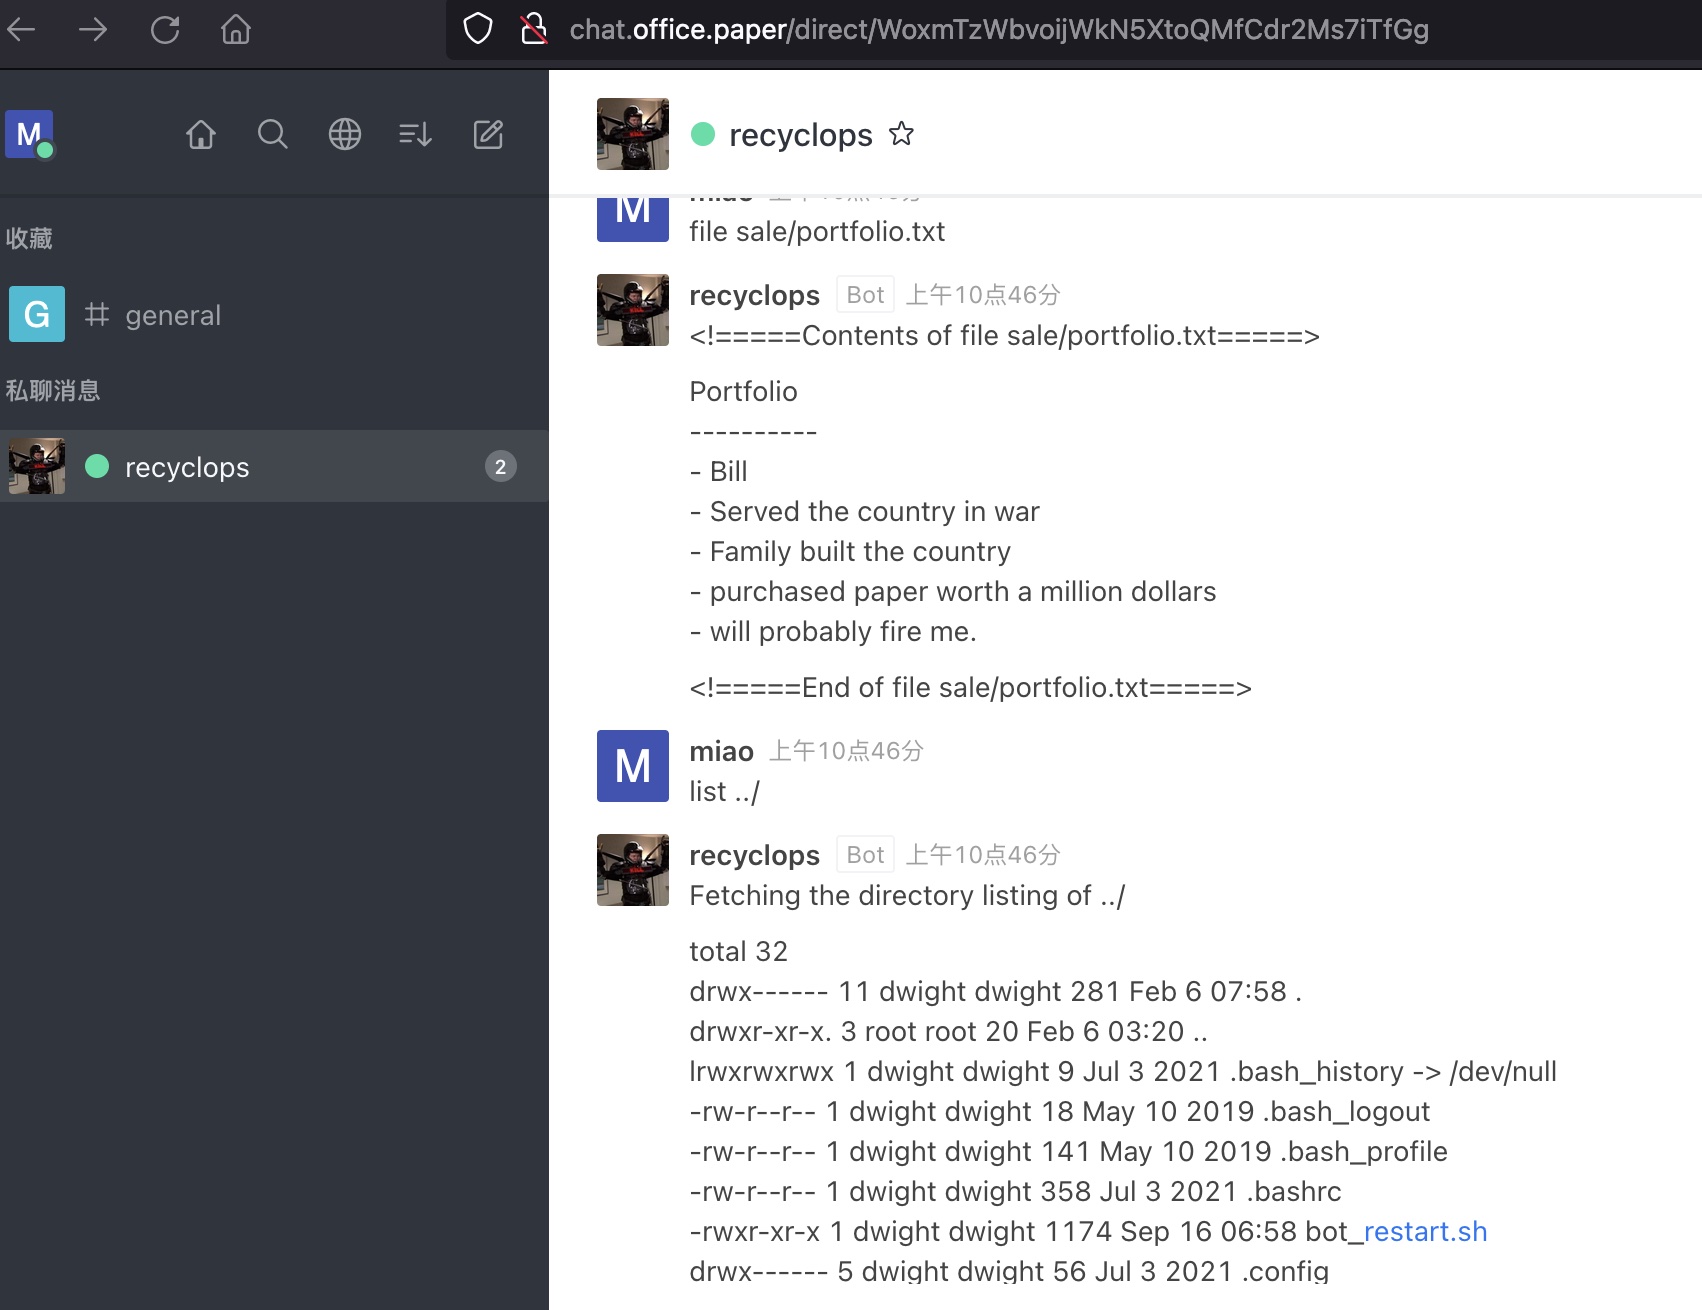 chat.office.paper/direct/WoxmTzWbvoijWkN5XtoQMfCdr2Ms7iTfGg
M
recyclops
收藏
G # general
私聊消息
recyclops 2
M
file sale/portfolio.txt
recyclops Bot 上午10点46分
<!=====Contents of file sale/portfolio.txt=====>
Portfolio
----------
- Bill
- Served the country in war
- Family built the country
- purchased paper worth a million dollars
- will probably fire me.
<!=====End of file sale/portfolio.txt=====>
M miao 上午10点46分
list ../
recyclops Bot 上午10点46分
Fetching the directory listing of ../
total 32
drwx------ 11 dwight dwight 281 Feb 6 07:58 .
drwxr-xr-x. 3 root root 20 Feb 6 03:20 ..
lrwxrwxrwx 1 dwight dwight 9 Jul 3 2021 .bash_history -> /dev/null
-rw-r--r-- 1 dwight dwight 18 May 10 2019 .bash_logout
-rw-r--r-- 1 dwight dwight 141 May 10 2019 .bash_profile
-rw-r--r-- 1 dwight dwight 358 Jul 3 2021 .bashrc
-rwxr-xr-x 1 dwight dwight 1174 Sep 16 06:58 bot_restart.sh
drwx------ 5 dwight dwight 56 Jul 3 2021 .config